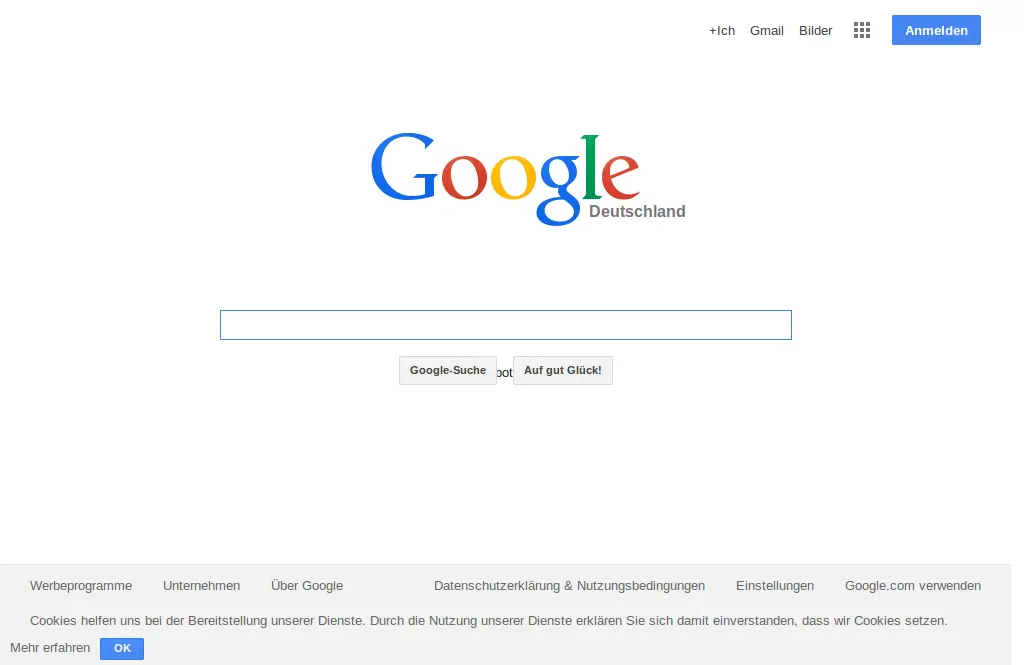 +Ich Gmail Bilder Anmelden
Google
Deutschland
Google-Suche bot Auf gut Glück!
Werbeprogramme Unternehmen Über Google Datenschutzerklärung & Nutzungsbedingungen Einstellungen Google.com verwenden
Cookies helfen uns bei der Bereitstellung unserer Dienste. Durch die Nutzung unserer Dienste erklären Sie sich damit einverstanden, dass wir Cookies setzen.
Mehr erfahren OK